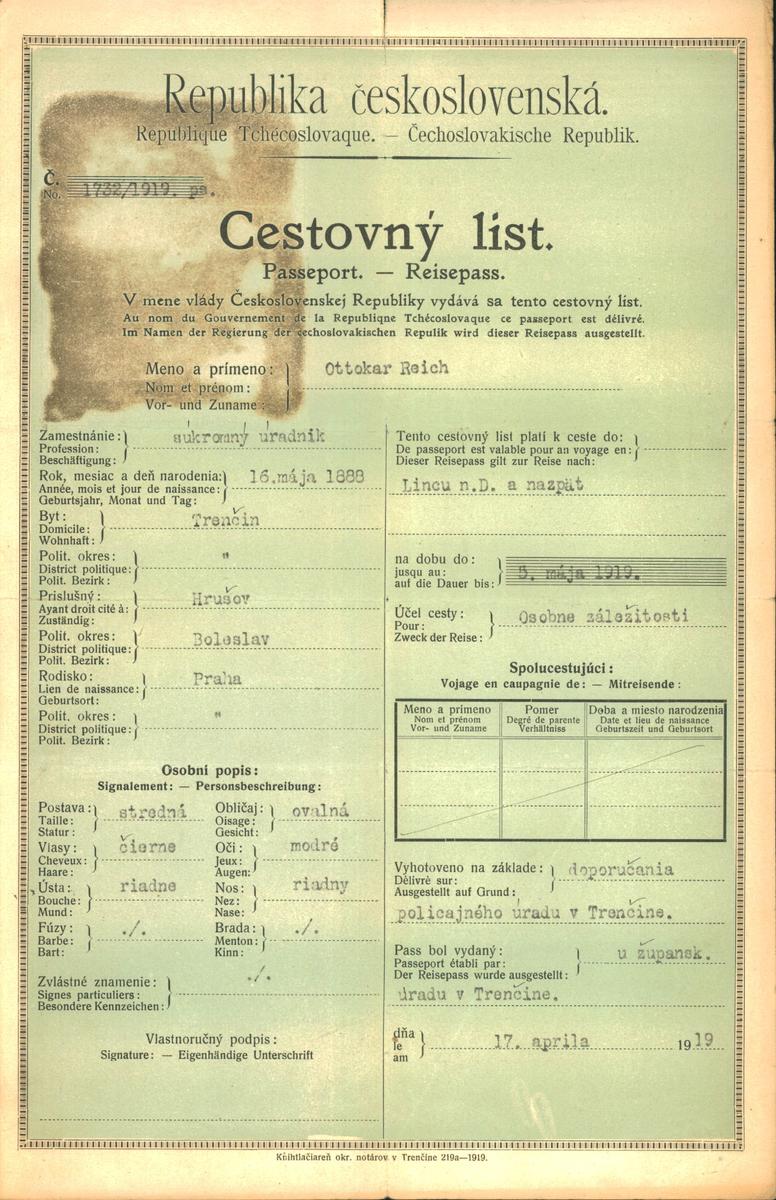 Republika československá.
Republique Tchécoslovaque. — Čechoslovakische Republik.
Č.
No. 1732/1919. ps.
Cestovný list.
Passeport. — Reisepass.
V mene vlády Československej Republiky vydává sa tento cestovný list.
Au nom du Gouvernement de la Republiqne Tchécoslovaque ce passeport est délivré.
Im Namen der Regierung der čechoslovakischen Repulik wird dieser Reisepass ausgestellt.
Meno a prímeno: Ottokar Reich
Nom et prénom:
Vor- und Zuname:
Zamestnánie: súkromný úradník
Profession:
Beschäftigung:
Rok, mesiac a deň narodenia: 16.mája 1888
Année, mois et jour de naissance:
Geburtsjahr, Monat und Tag:
Byt: Trenčin
Domicile:
Wohnhaft:
Polit. okres: "
District politique:
Polit. Bezirk:
Prislušný: Hrušov
Ayant droit cité à:
Zuständig:
Polit. okres: Boleslav
District politique:
Polit. Bezirk:
Rodisko: Praha
Lien de naissance:
Geburtsort:
Polit. okres: "
District politique:
Polit. Bezirk:
Osobní popis:
Signalement: — Personsbeschreibung:
Postava: stredná Obličaj: ovalná
Taille: Oisage:
Statur: Gesicht:
Vlasy: čierne Oči: modré
Cheveux: Jeux:
Haare: Augen:
Ústa: riadne Nos: riadny
Bouche: Nez:
Mund: Nase:
Fúzy: ./. Brada: ./.
Barbe: Menton:
Bart: Kinn:
Zvláštné znamenie: ./.
Signes particuliers:
Besondere Kennzeichen:
Vlastnoručný podpis:
Signature: — Eigenhändige Unterschrift
Tento cestovný list platí k ceste do:
De passeport est valable pour an voyage en:
Dieser Reisepass gilt zur Reise nach:
Lincu n.D. a nazpät
na dobu do:
jusqu au: 5. mája 1919.
auf die Dauer bis:
Účel cesty: Osobne záležitosti
Pour:
Zweck der Reise:
Spolucestujúci:
Vojage en caupagnie de: — Mitreisende:
Meno a prímeno Pomer Doba a miesto narodzenia
Nom et prénom Degré de parente Date et lieu de naissance
Vor- und Zuname Verhältniss Geburtszeit und Geburtsort
Vyhotoveno na základe: doporučania
Délivrè sur:
Ausgestellt auf Grund:
policajného úradu v Trenčine.
Pass bol vydaný: u župansk.
Passeport établi par:
Der Reisepass wurde ausgestellt:
úradu v Trenčine.
dňa
le 17. aprila 1919
am
Knihtlačiareň okr. notárov v Trenčine 219a—1919.